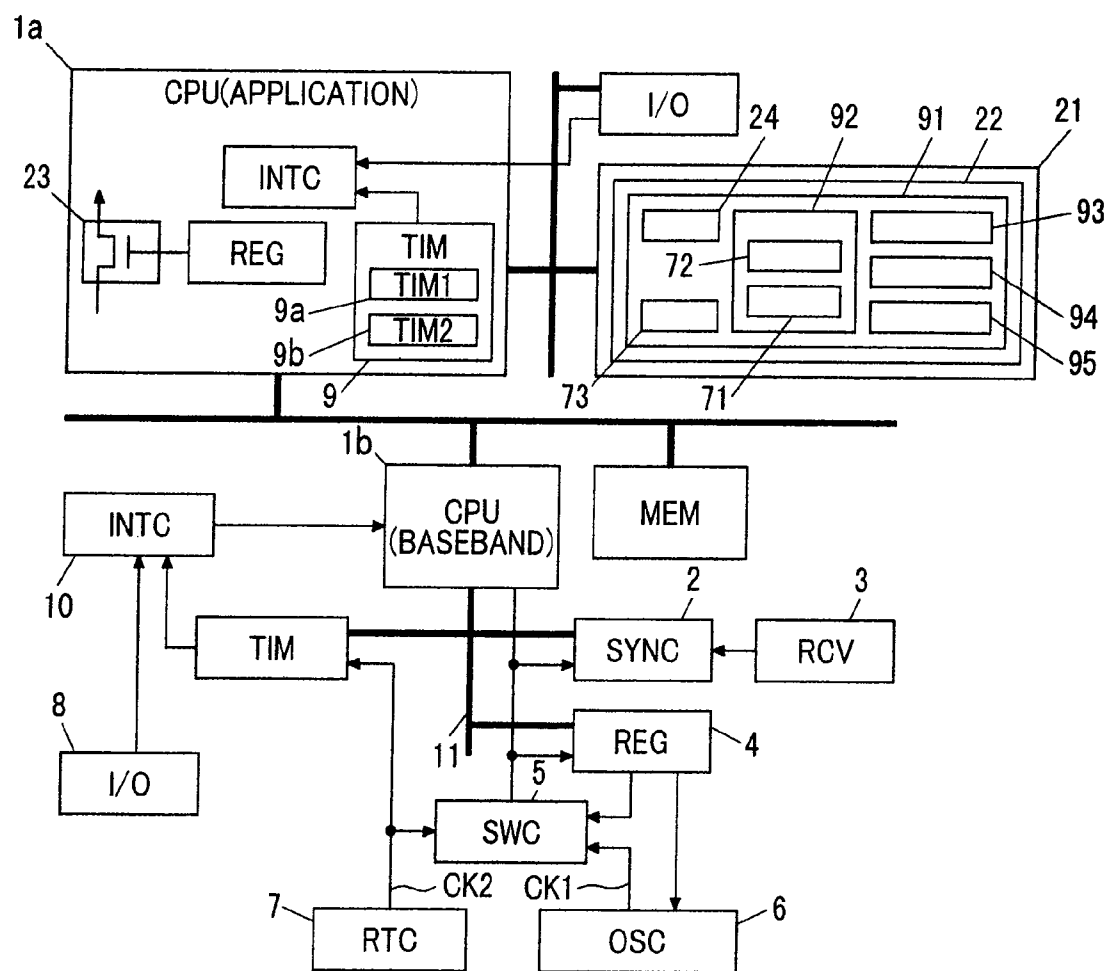 1a
CPU(APPLICATION)
I/O
24
92
91
22
21
23
INTC
93
REG
TIM
72
TIM1
9a
TIM2
94
9b
9
73
71
95
1b
INTC
CPU
(BASEBAND)
MEM
10
2
3
TIM
SYNC
RCV
8
11
REG
4
I/O
5
SWC
CK2
CK1
7
RTC
OSC
6